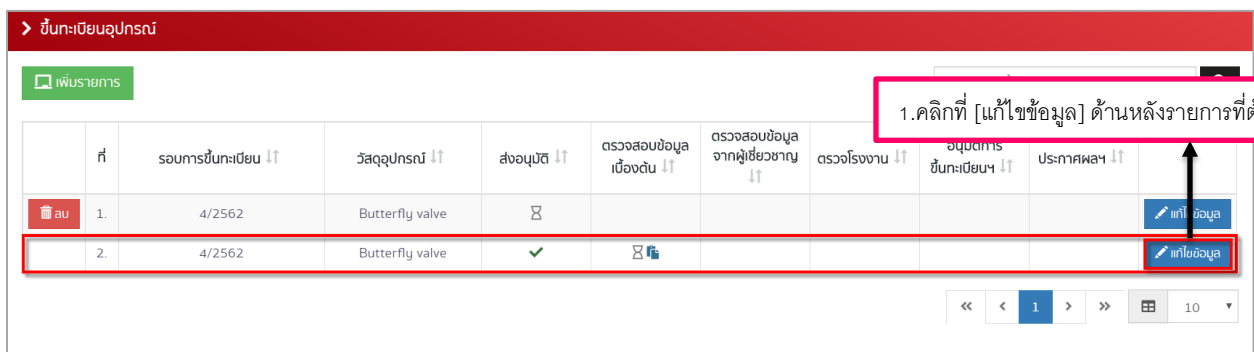 ขึ้นทะเบียนอุปกรณ์
เพิ่มรายการ
1.คลิกที่ [แก้ไขข้อมูล] ด้านหลังรายการที่
ที่ รอบการขึ้นทะเบียน วัสดุอุปกรณ์ ส่งอนุมัติ ตรวจสอบข้อมูลเบื้องต้น ตรวจสอบข้อมูลจากผู้เชี่ยวชาญ ตรวจโรงงาน อนุมัติการขึ้นทะเบียนฯ ประกาศผลฯ
ลบ 1. 4/2562 Butterfly valve แก้ไขข้อมูล
2. 4/2562 Butterfly valve แก้ไขข้อมูล
« < 1 > » 10